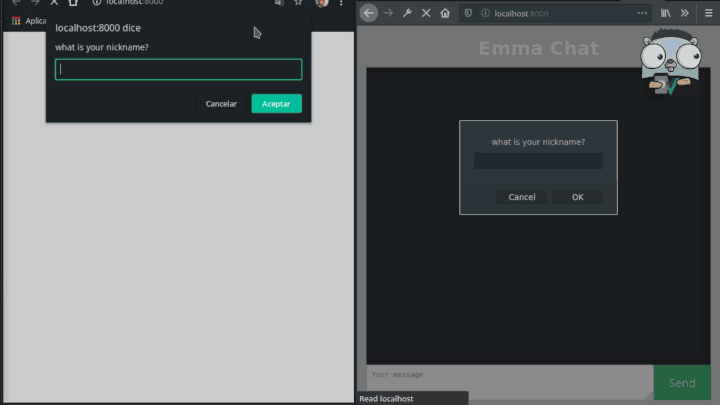 localhost:8000
Aplica
localhost:8000 dice
what is your nickname?
Cancelar
Aceptar
localhost:8000
Emma Chat
what is your nickname?
Cancel
OK
Your message
Send
Read localhost